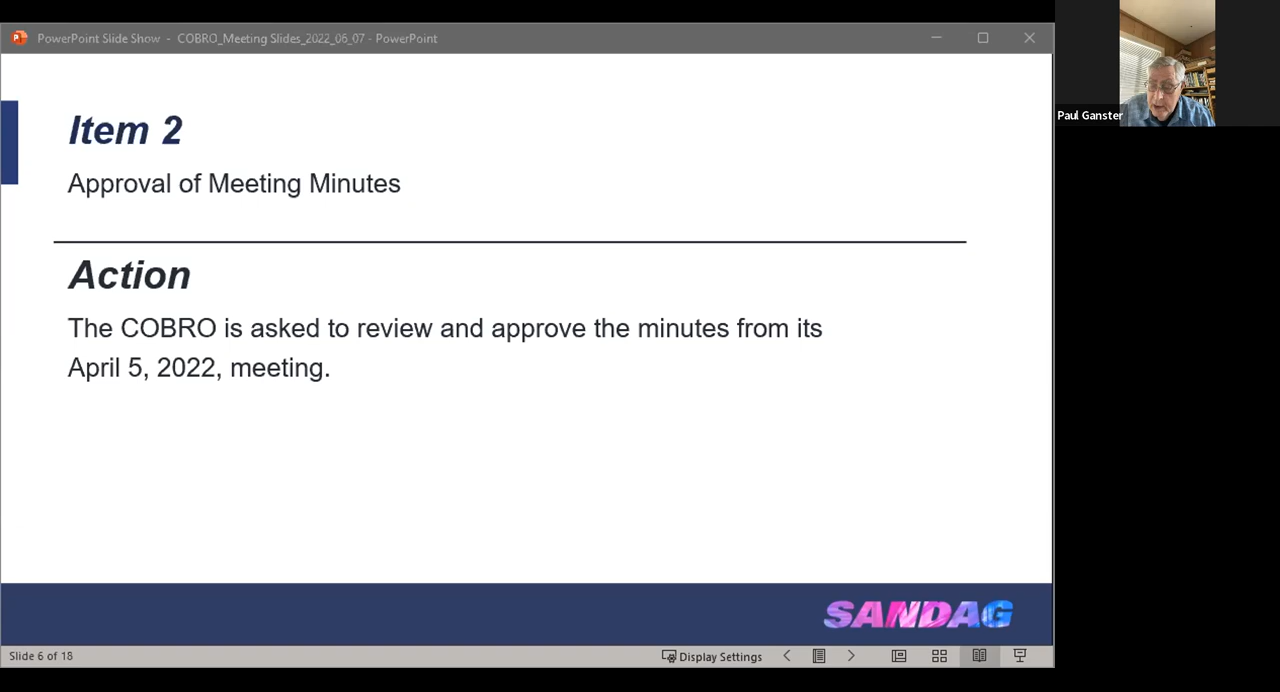 PowerPoint Slide Show - COBRO_Meeting Slides_2022_06_07 - PowerPoint
Paul Ganster
Item 2
Approval of Meeting Minutes
Action
The COBRO is asked to review and approve the minutes from its
April 5, 2022, meeting.
SANDAG
Slide 6 of 18
Display Settings